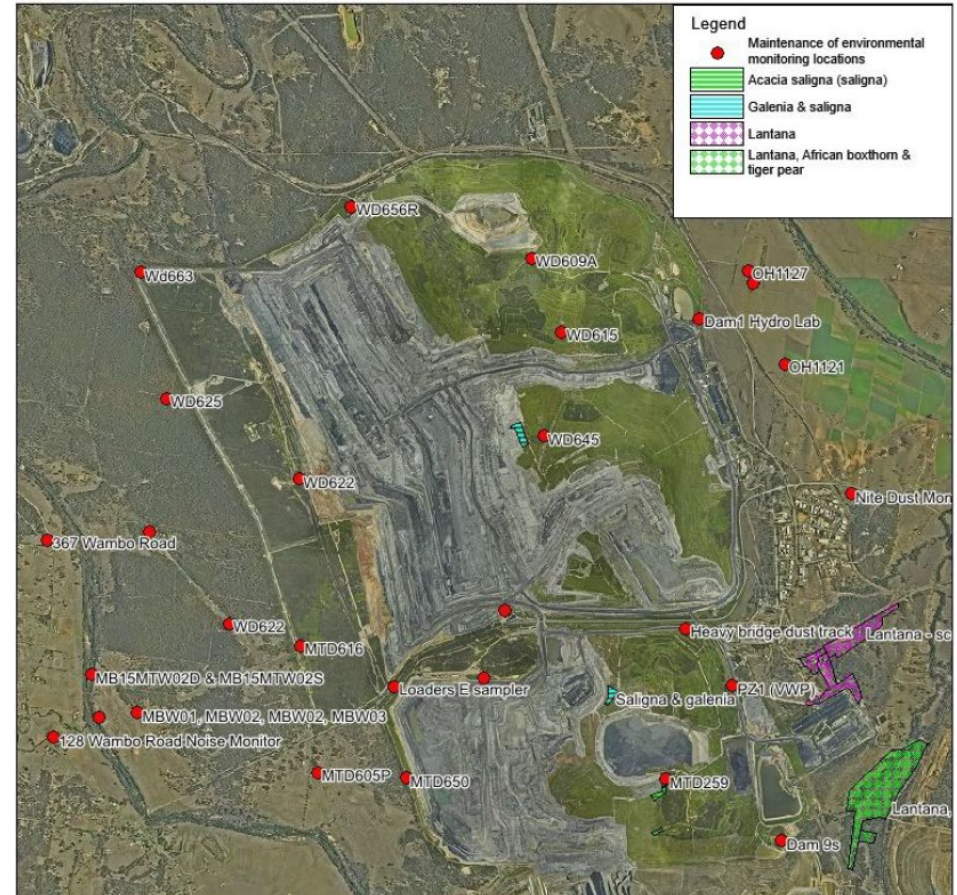 Legend
Maintenance of environmental
monitoring locations
Acacia saligna (saligna)
Galenia & saligna
Lantana
Lantana, African boxthorn &
tiger pear
WD656R
WD609A
Wd663
OH1127
Dam1 Hydro Lab
WD615
OH1121
WD625
WD645
WD622
Nite Dust Mon
367 Wambo Road
WD622
Heavy bridge dust track
Lantana - sc
MTD616
MB15MTW02D & MB15MTW02S
Loaders E sampler
Saligna & galenia
PZ1 (VWP)
MBW01, MBW02, MBW02, MBW03
128 Wambo Road Noise Monitor
MTD605P
MTD650
MTD259
Lantana,
Dam 9s